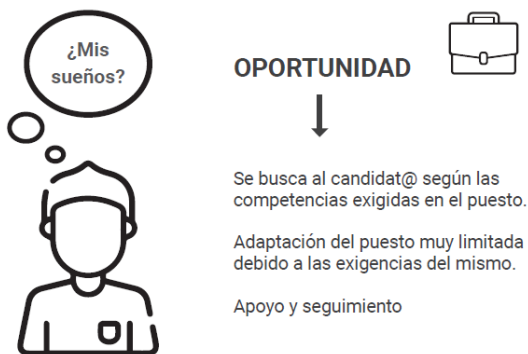 ¿Mis
sueños?
OPORTUNIDAD
Se busca al candidat@ según las
competencias exigidas en el puesto.
Adaptación del puesto muy limitada
debido a las exigencias del mismo.
Apoyo y seguimiento